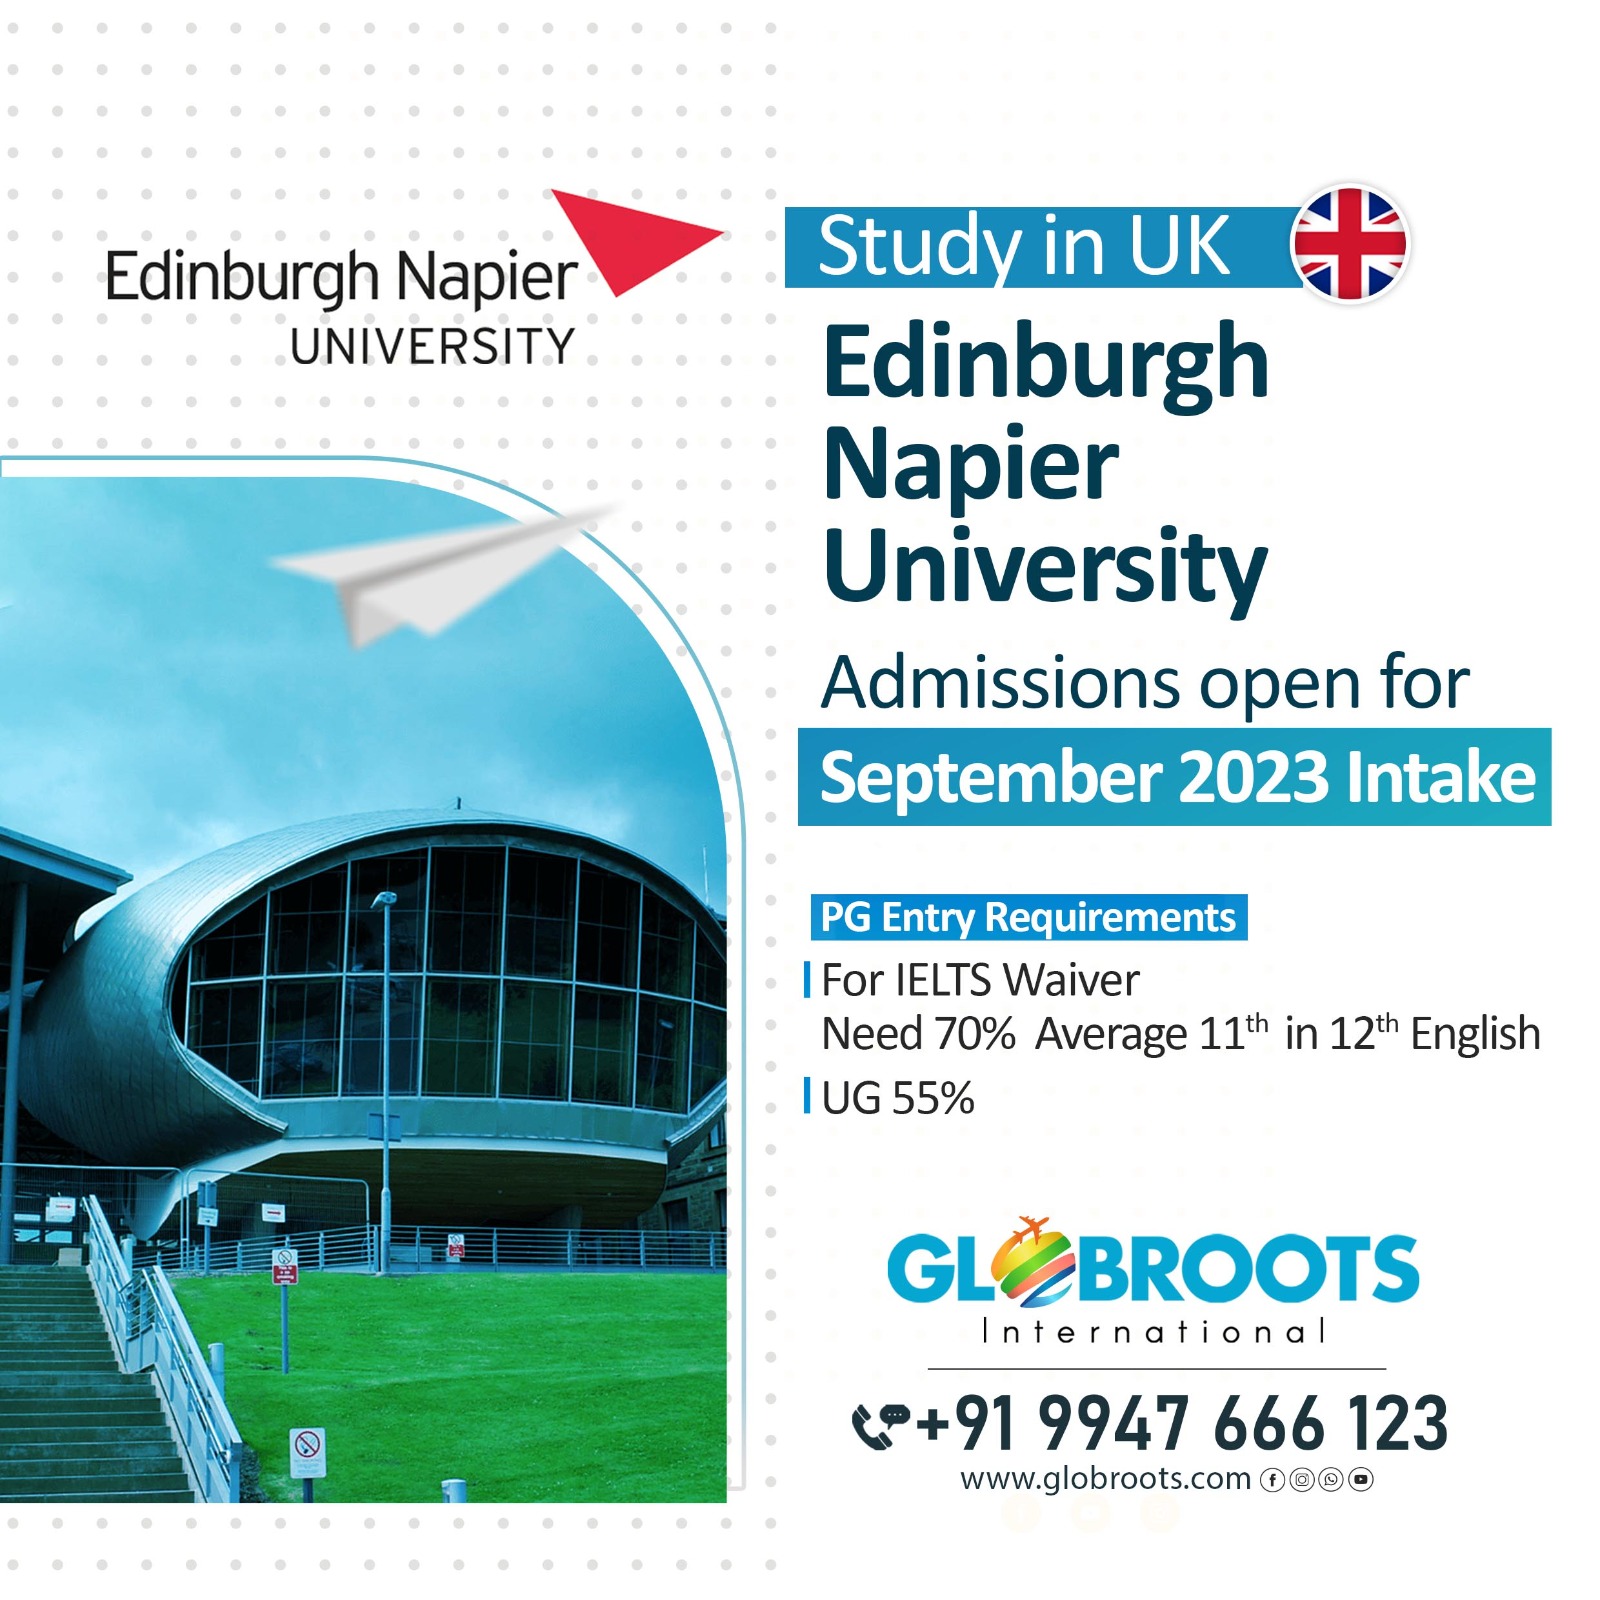 Edinburgh Napier
UNIVERSITY
Study in UK
Edinburgh
Napier
University
Admissions open for
September 2023 Intake
PG Entry Requirements
For IELTS Waiver
Need 70% Average 11th in 12th English
UG 55%
GLOBROOTS
International
+91 9947 666 123
www.globroots.com